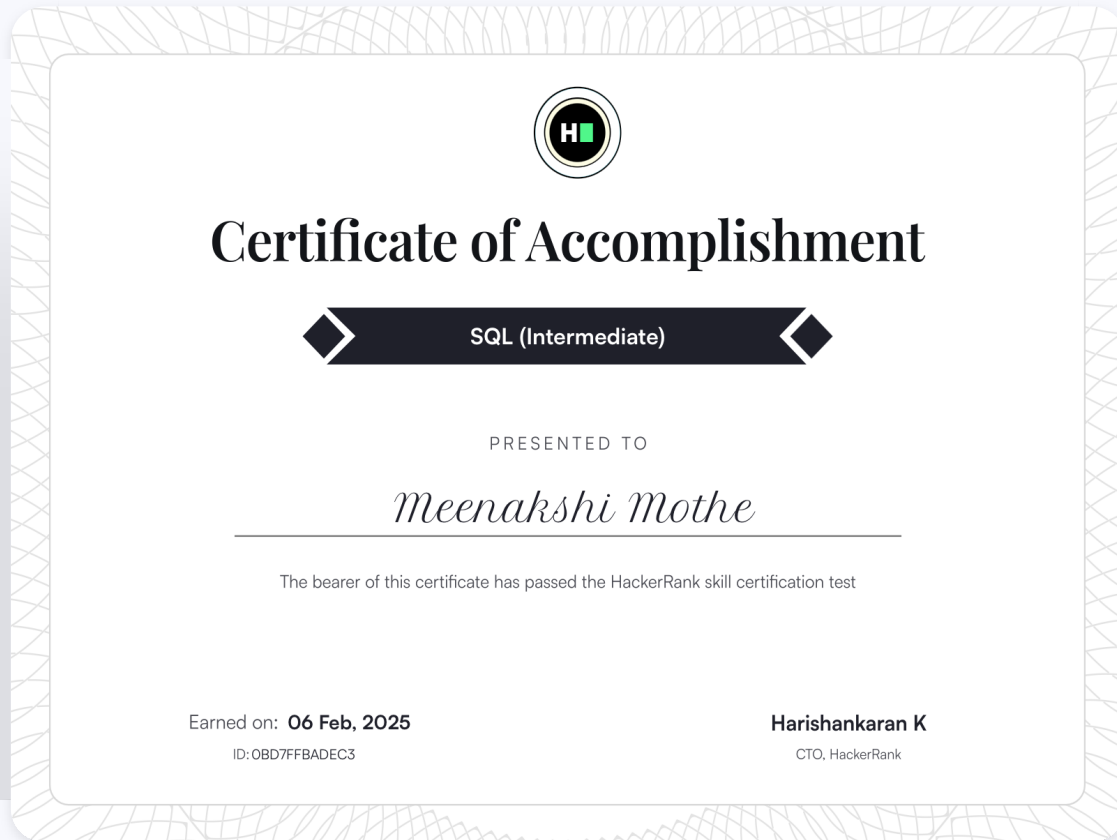 H
Certificate of Accomplishment
SQL (Intermediate)
PRESENTED TO
Meenakshi Mothe
The bearer of this certificate has passed the HackerRank skill certification test
Earned on: 06 Feb, 2025
ID: 0BD7FFBADEC3
Harishankaran K
CTO, HackerRank